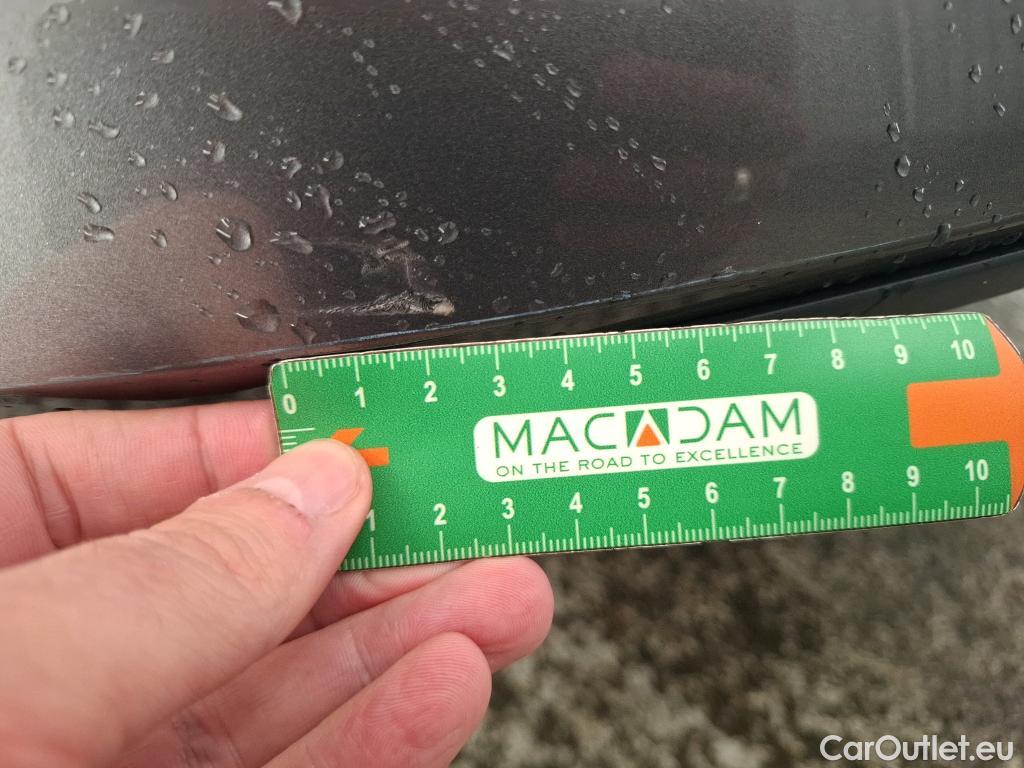 0 1 2 3 4 5 6 7 8 9 10
MACADAM
ON THE ROAD TO EXCELLENCE
1 2 3 4 5 6 7 8 9 10
CarOutlet.eu